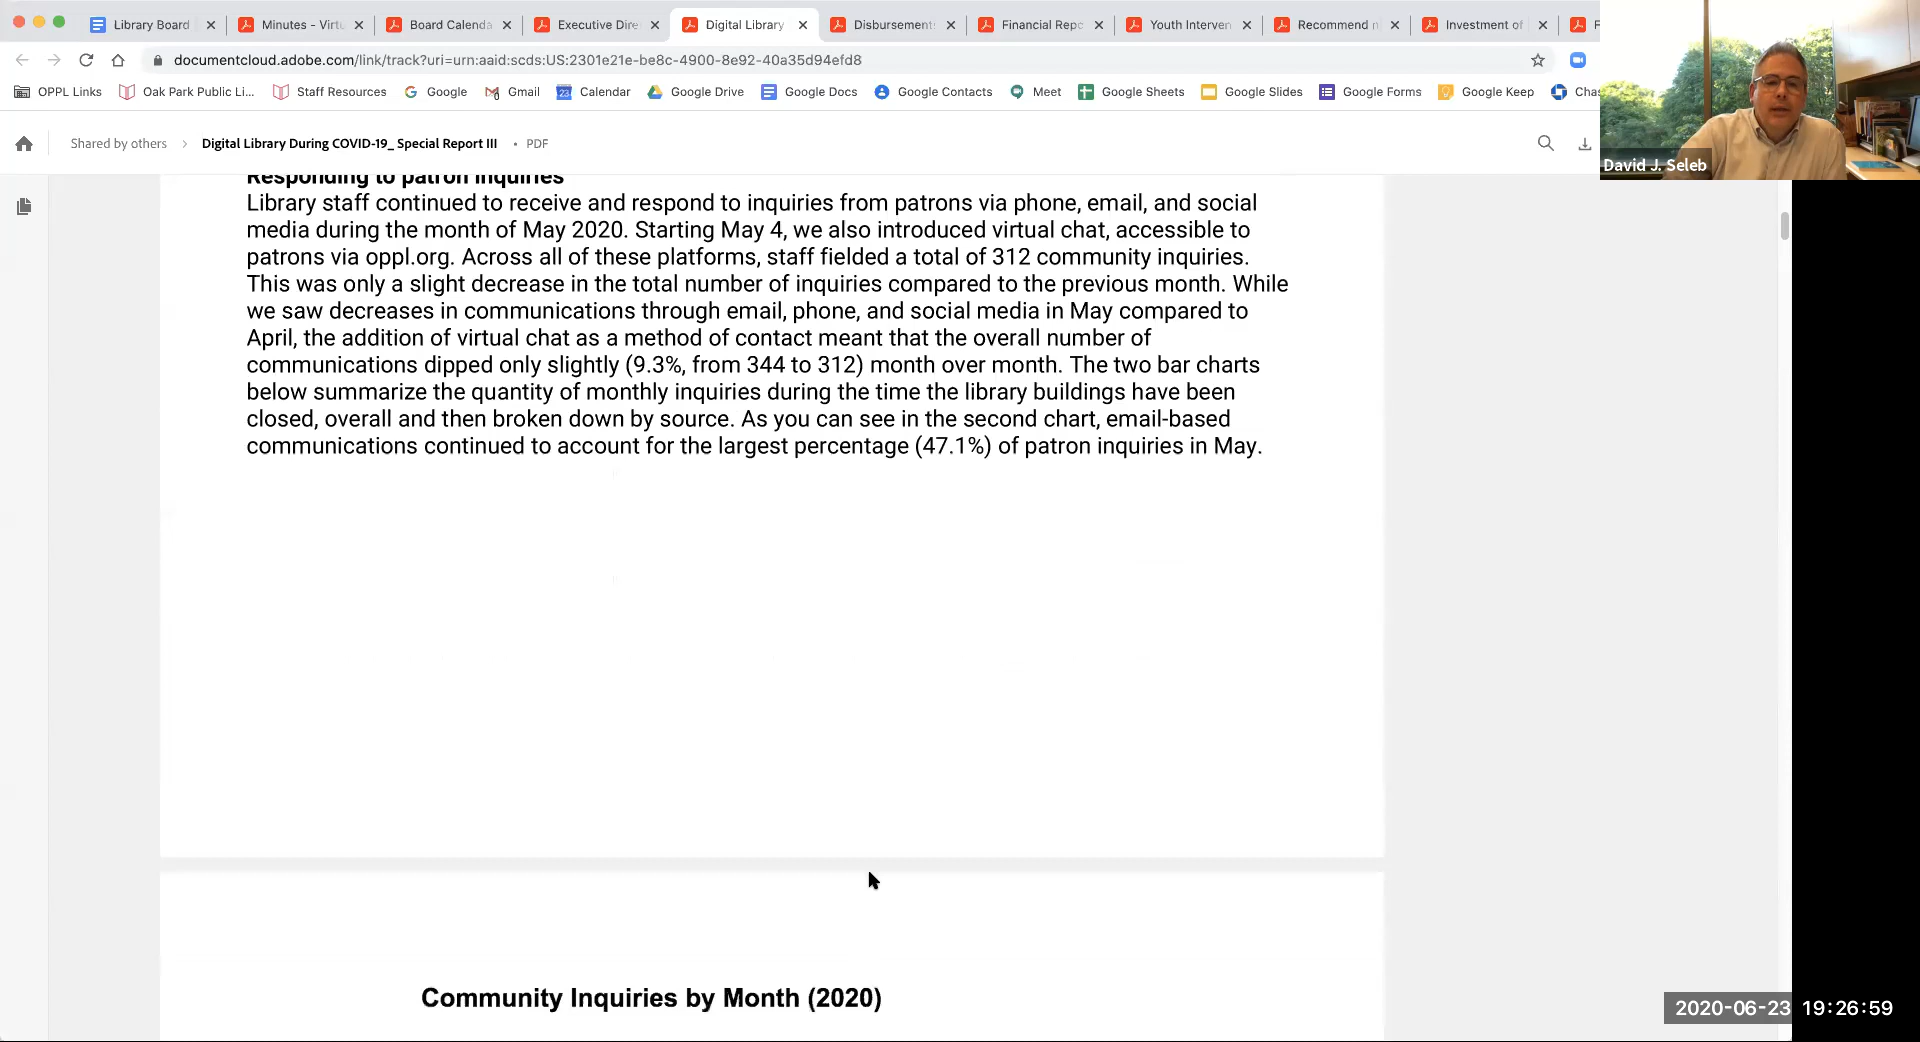 Library Board
Minutes - Virtu
Board Calenda
Executive Dire
Digital Library
Disbursement
Financial Repo
Youth Interven
Recommend
Investment of
F
documentcloud.adobe.com/link/track?uri=urn:aaid:scds:US:2301e21e-be8c-4900-8e92-40a35d94efd8
OPPL Links
Oak Park Public Li...
Staff Resources
Google
Gmail
Calendar
Google Drive
Google Docs
Google Contacts
Meet
Google Sheets
Google Slides
Google Forms
Google Keep
Chas
David J. Seleb
Shared by others > Digital Library During COVID-19_ Special Report III • PDF
Responding to patron inquiries
Library staff continued to receive and respond to inquiries from patrons via phone, email, and social
media during the month of May 2020. Starting May 4, we also introduced virtual chat, accessible to
patrons via oppl.org. Across all of these platforms, staff fielded a total of 312 community inquiries.
This was only a slight decrease in the total number of inquiries compared to the previous month. While
we saw decreases in communications through email, phone, and social media in May compared to
April, the addition of virtual chat as a method of contact meant that the overall number of
communications dipped only slightly (9.3%, from 344 to 312) month over month. The two bar charts
below summarize the quantity of monthly inquiries during the time the library buildings have been
closed, overall and then broken down by source. As you can see in the second chart, email-based
communications continued to account for the largest percentage (47.1%) of patron inquiries in May.
Community Inquiries by Month (2020)
2020-06-23 19:26:59